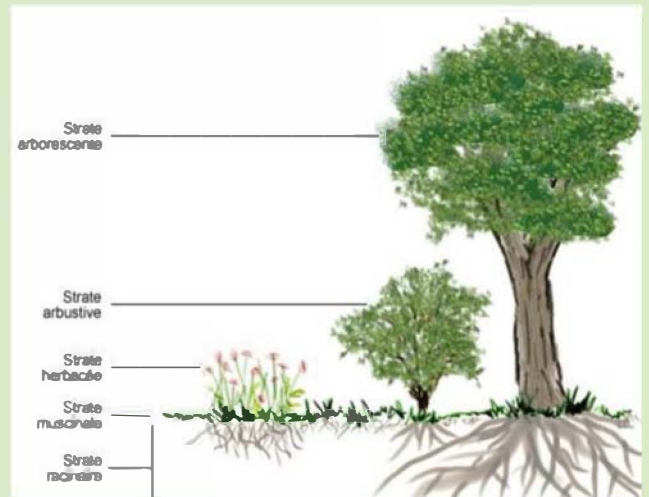 Strate
arborescente
Strate
arbustive
Strate
herbacée
Strate
muscinale
Strate
racinaire